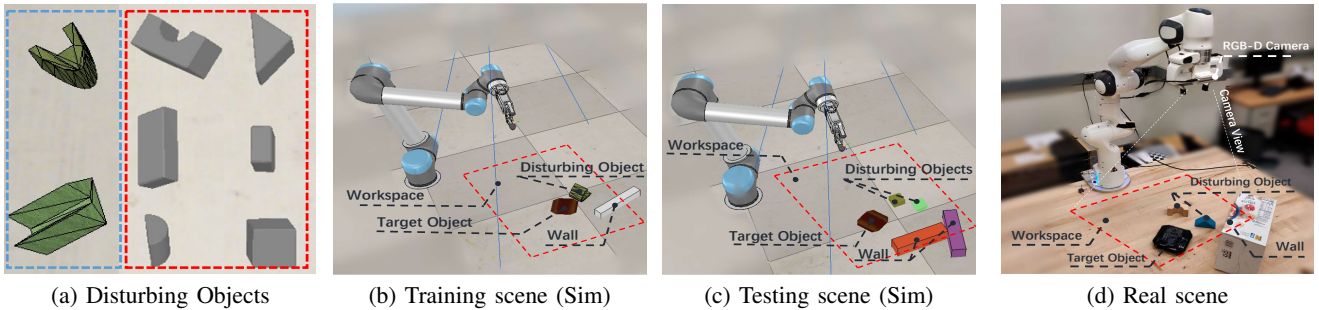 Disturbing Object
Workspace
Target Object
Wall
Workspace
Disturbing Objects
Target Object
Wall
RGB-D Camera
Camera View
Disturbing Object
Workspace
Target Object
Wall
(a) Disturbing Objects
(b) Training scene (Sim)
(c) Testing scene (Sim)
(d) Real scene